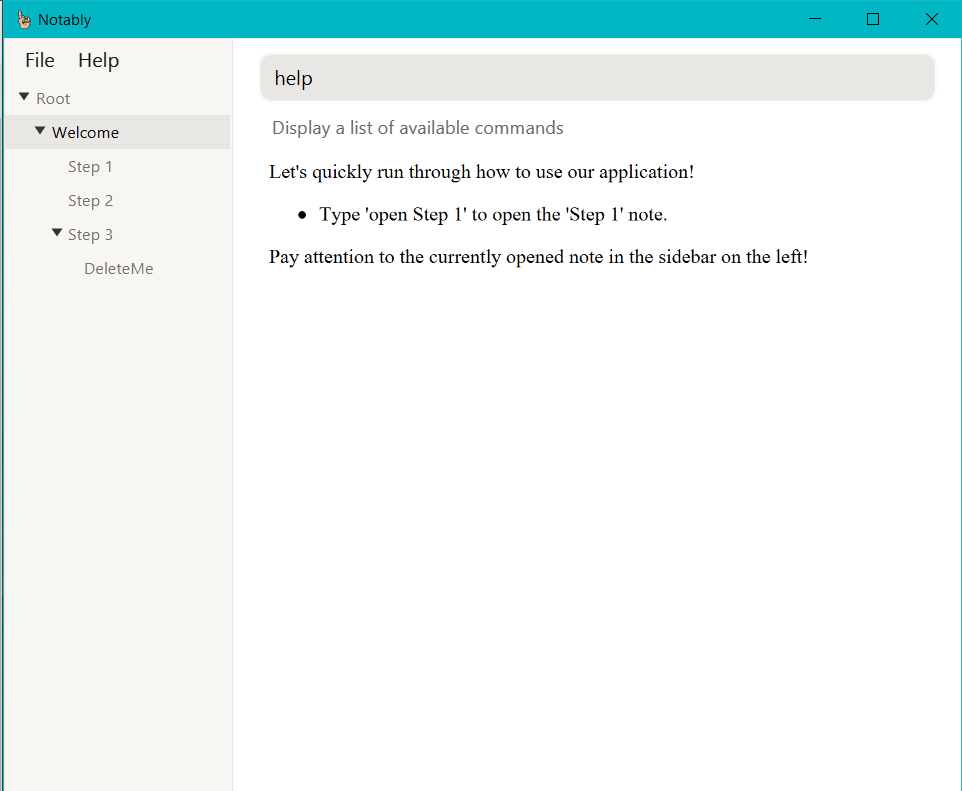 Notably
File Help
Root
Welcome
Step 1
Step 2
Step 3
DeleteMe
help
Display a list of available commands
Let's quickly run through how to use our application!
Type 'open Step 1' to open the 'Step 1' note.
Pay attention to the currently opened note in the sidebar on the left!